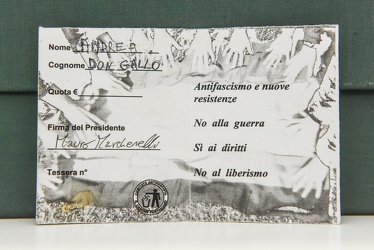 Nome ANDREA
Cognome DON GALLO
Quota €
Firma del Presidente
Tessera n°
Antifascismo e nuove
resistenze
No alla guerra
Sì ai diritti
No al liberismo